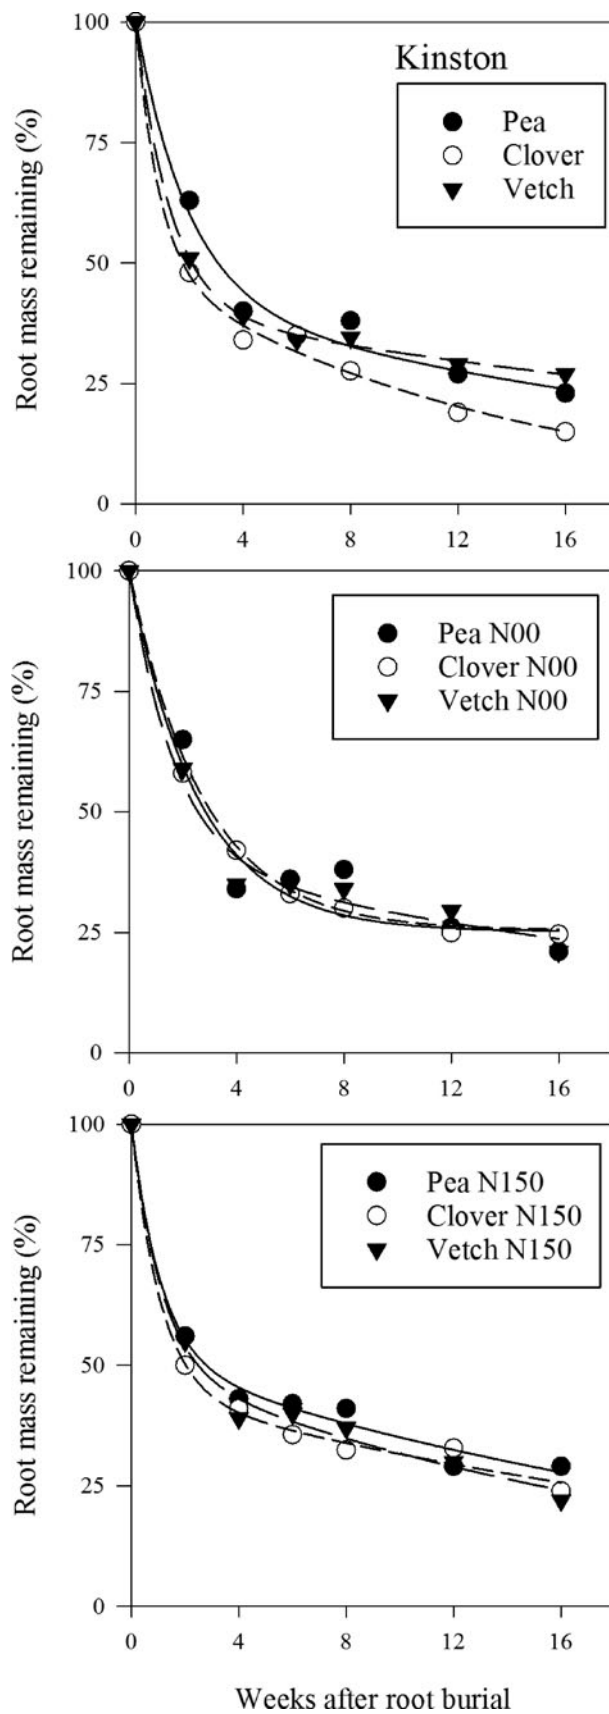 Root mass remaining (%)
100
75
50
25
0
Kinston
Pea
Clover
Vetch
0 4 8 12 16
Root mass remaining (%)
100
75
50
25
0
Pea N00
Clover N00
Vetch N00
0 4 8 12 16
Root mass remaining (%)
100
75
50
25
0
Pea N150
Clover N150
Vetch N150
0 4 8 12 16
Weeks after root burial